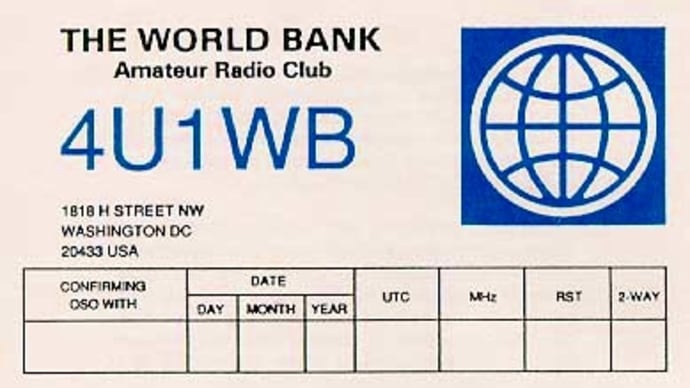 THE WORLD BANK
Amateur Radio Club
4U1WB
1818 H STREET NW
WASHINGTON DC
20433 USA
CONFIRMING
QSO WITH
DATE
DAY MONTH YEAR
UTC
MHz
RST
2-WAY